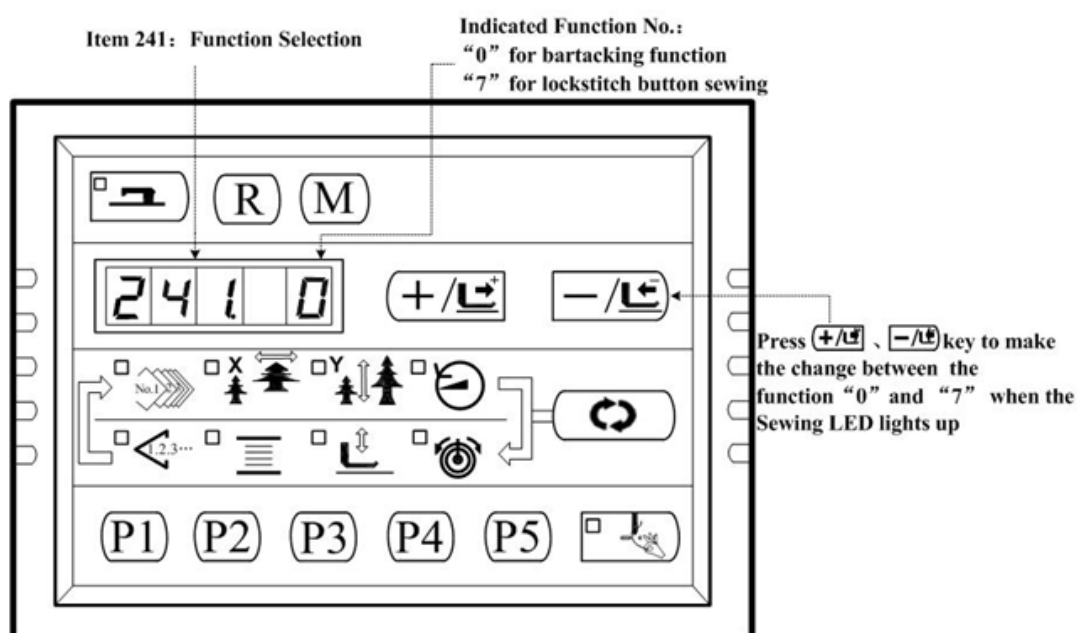 Item 241: Function Selection
Indicated Function No.:
“0” for bartacking function
“7” for lockstitch button sewing
R M
241. 0
+/ + −/ −
Press +/ 、 −/ key to make
the change between the
function “0” and “7” when the
Sewing LED lights up
No.1 2 3 X Y
1.2.3···
P1 P2 P3 P4 P5